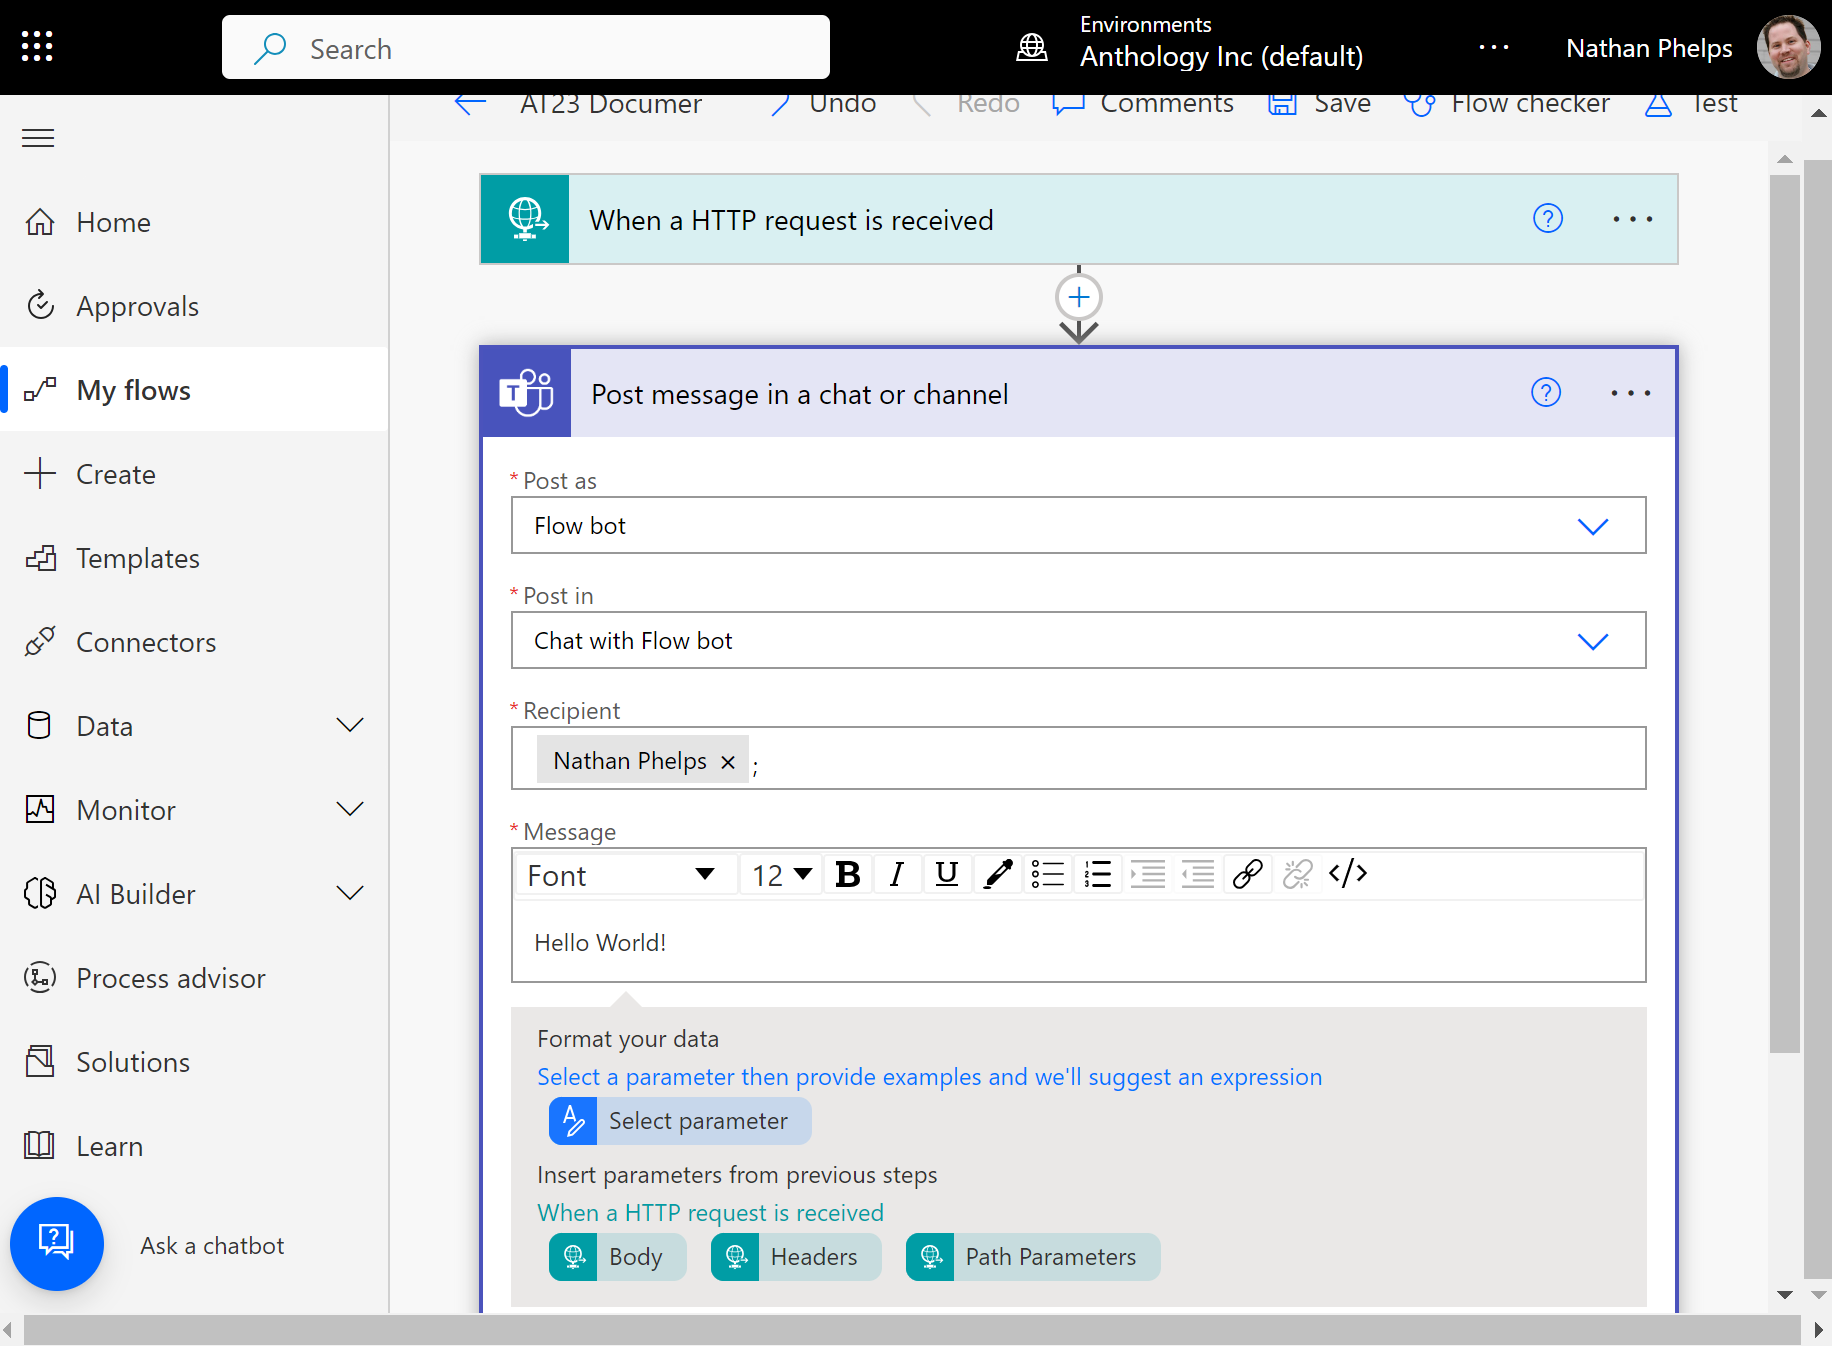 Search
Environments
Anthology Inc (default)
Nathan Phelps
AT23 Documer
Undo
Redo
Comments
Save
Flow checker
Test
Home
Approvals
My flows
Create
Templates
Connectors
Data
Monitor
AI Builder
Process advisor
Solutions
Learn
Ask a chatbot
When a HTTP request is received
Post message in a chat or channel
* Post as
Flow bot
* Post in
Chat with Flow bot
* Recipient
Nathan Phelps × ;
* Message
Font 12 B I U </>
Hello World!
Format your data
Select a parameter then provide examples and we'll suggest an expression
Select parameter
Insert parameters from previous steps
When a HTTP request is received
Body Headers Path Parameters